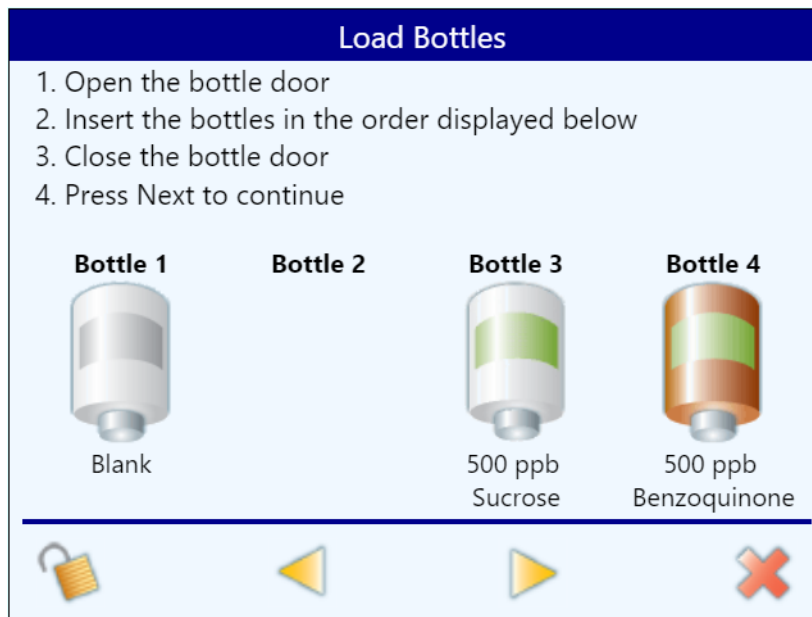 Load Bottles
1. Open the bottle door
2. Insert the bottles in the order displayed below
3. Close the bottle door
4. Press Next to continue
Bottle 1 Bottle 2 Bottle 3 Bottle 4
Blank 500 ppb 500 ppb
Sucrose Benzoquinone